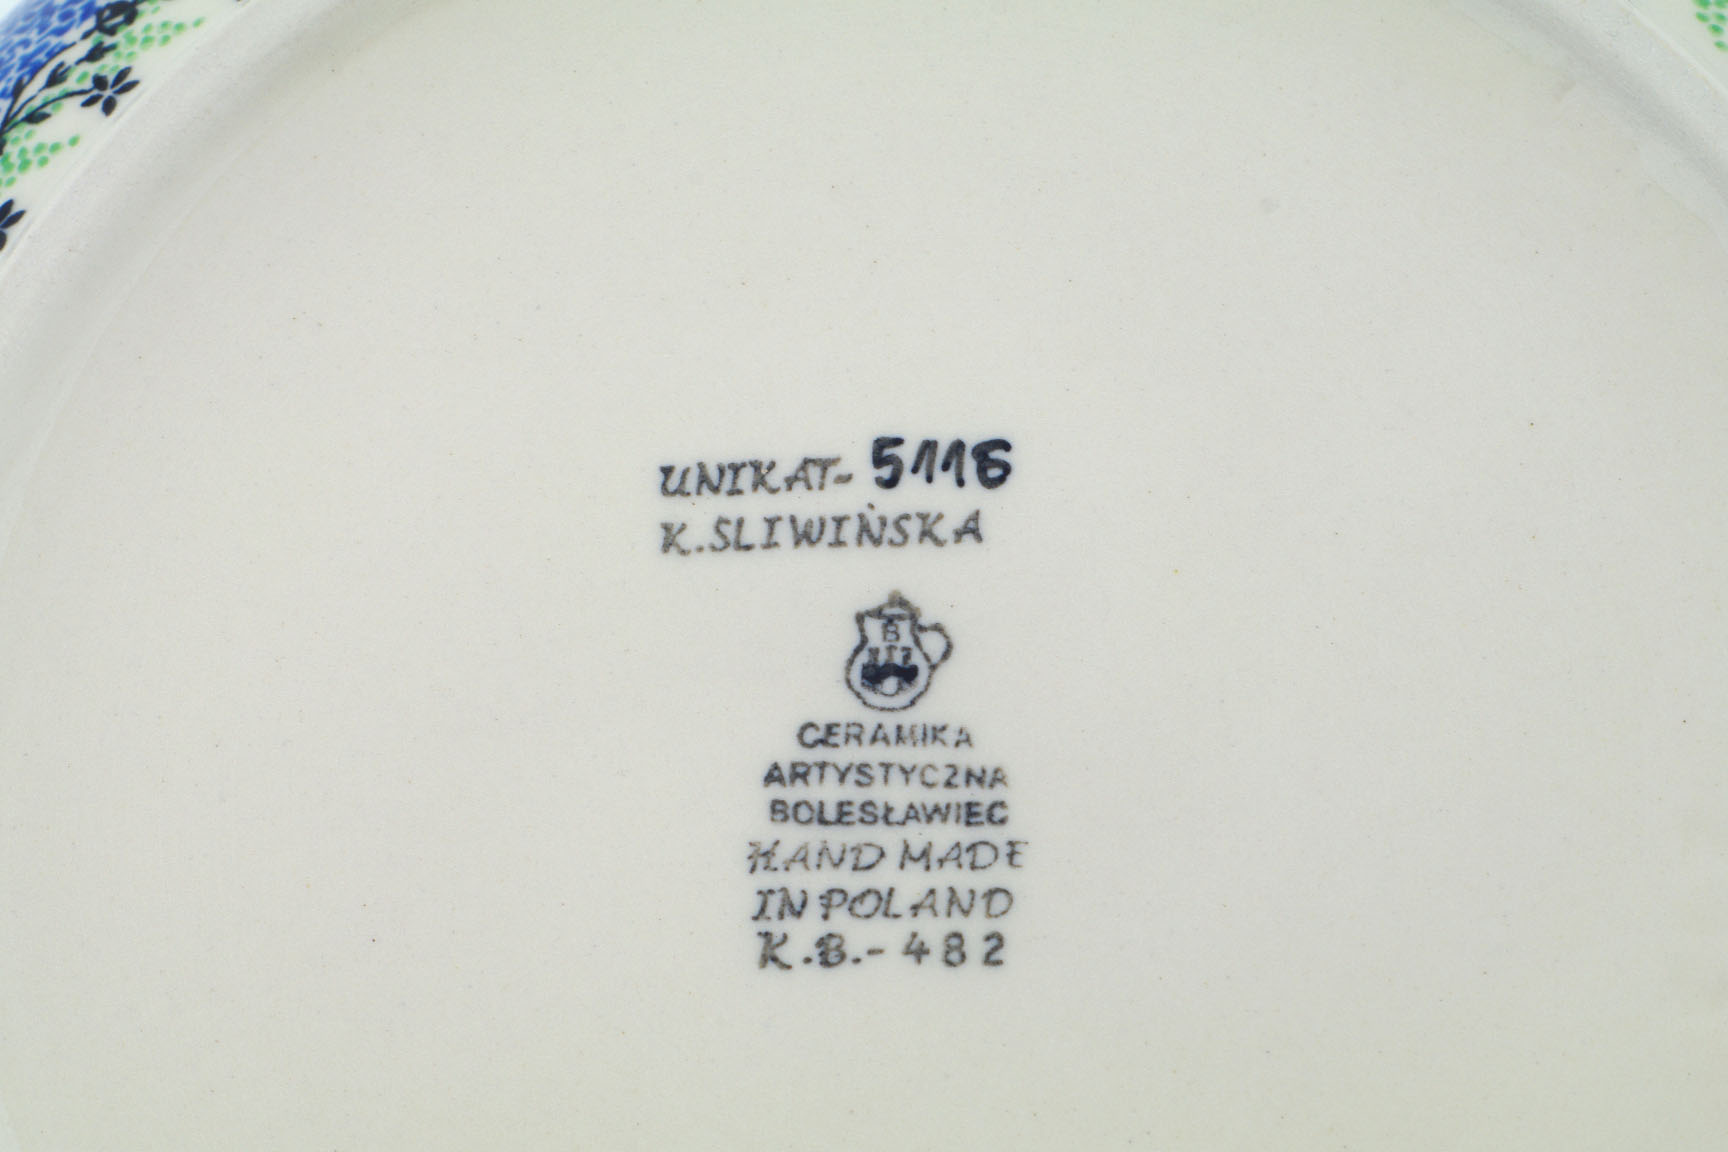 UNIKAT- 5116
K.SLIWIŃSKA
B
CERAMIKA
ARTYSTYCZNA
BOLESŁAWIEC
HAND MADE
IN POLAND
K.B.-482